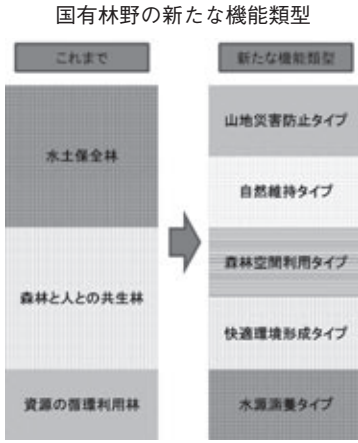 国有林野の新たな機能類型
これまで
新たな機能類型
水土保全林
森林と人との共生林
資源の循環利用林
山地災害防止タイプ
自然維持タイプ
森林空間利用タイプ
快適環境形成タイプ
水源涵養タイプ